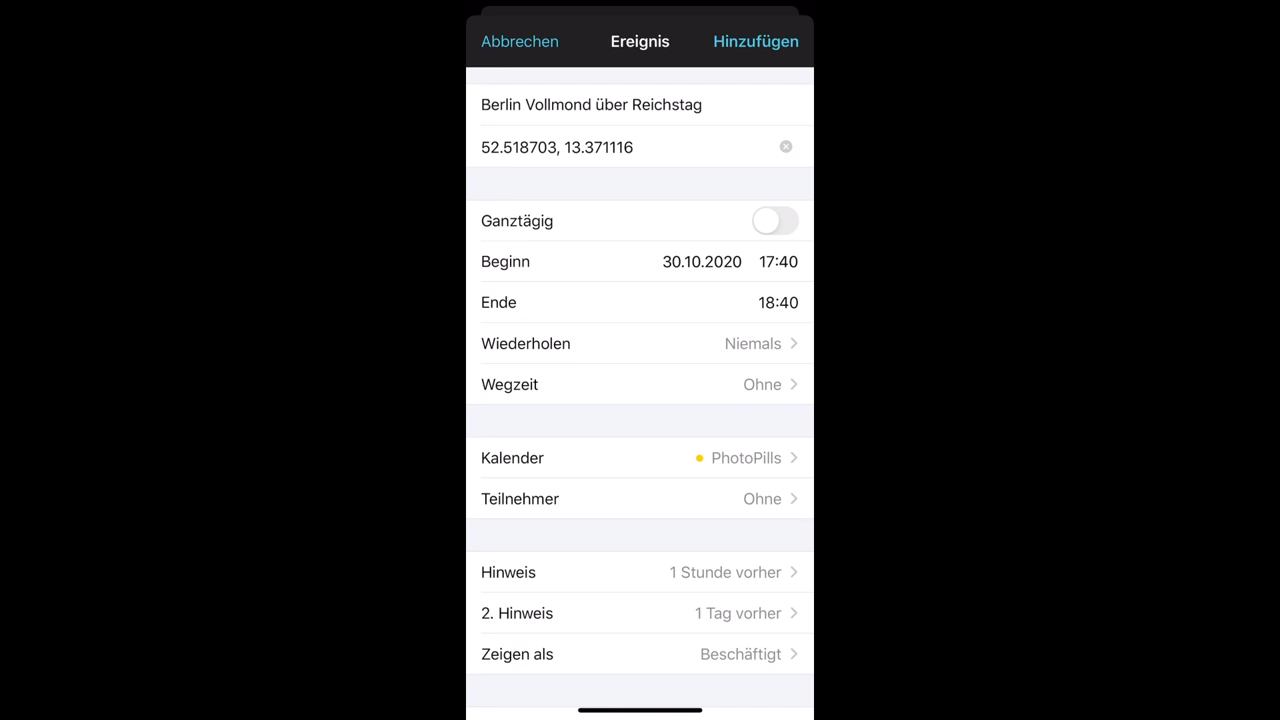 Abbrechen Ereignis Hinzufügen
Berlin Vollmond über Reichstag
52.518703, 13.371116
Ganztägig
Beginn 30.10.2020 17:40
Ende 18:40
Wiederholen Niemals
Wegzeit Ohne
Kalender PhotoPills
Teilnehmer Ohne
Hinweis 1 Stunde vorher
2. Hinweis 1 Tag vorher
Zeigen als Beschäftigt